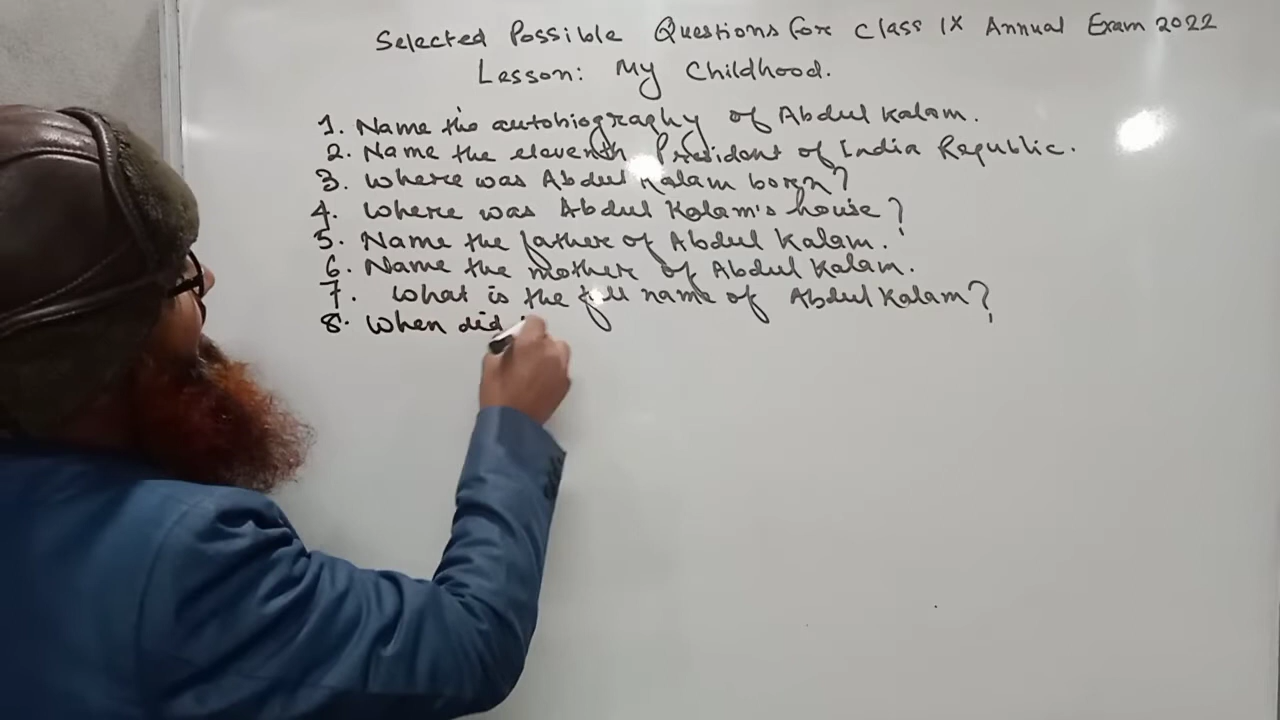 Selected Possible Questions for Class IX Annual Exam 2022
Lesson: My Childhood.
1. Name the autobiography of Abdul Kalam.
2. Name the eleventh President of India Republic.
3. Where was Abdul Kalam born?
4. Where was Abdul Kalam's house?
5. Name the father of Abdul Kalam.
6. Name the mother of Abdul Kalam.
7. What is the full name of Abdul Kalam?
8. When did